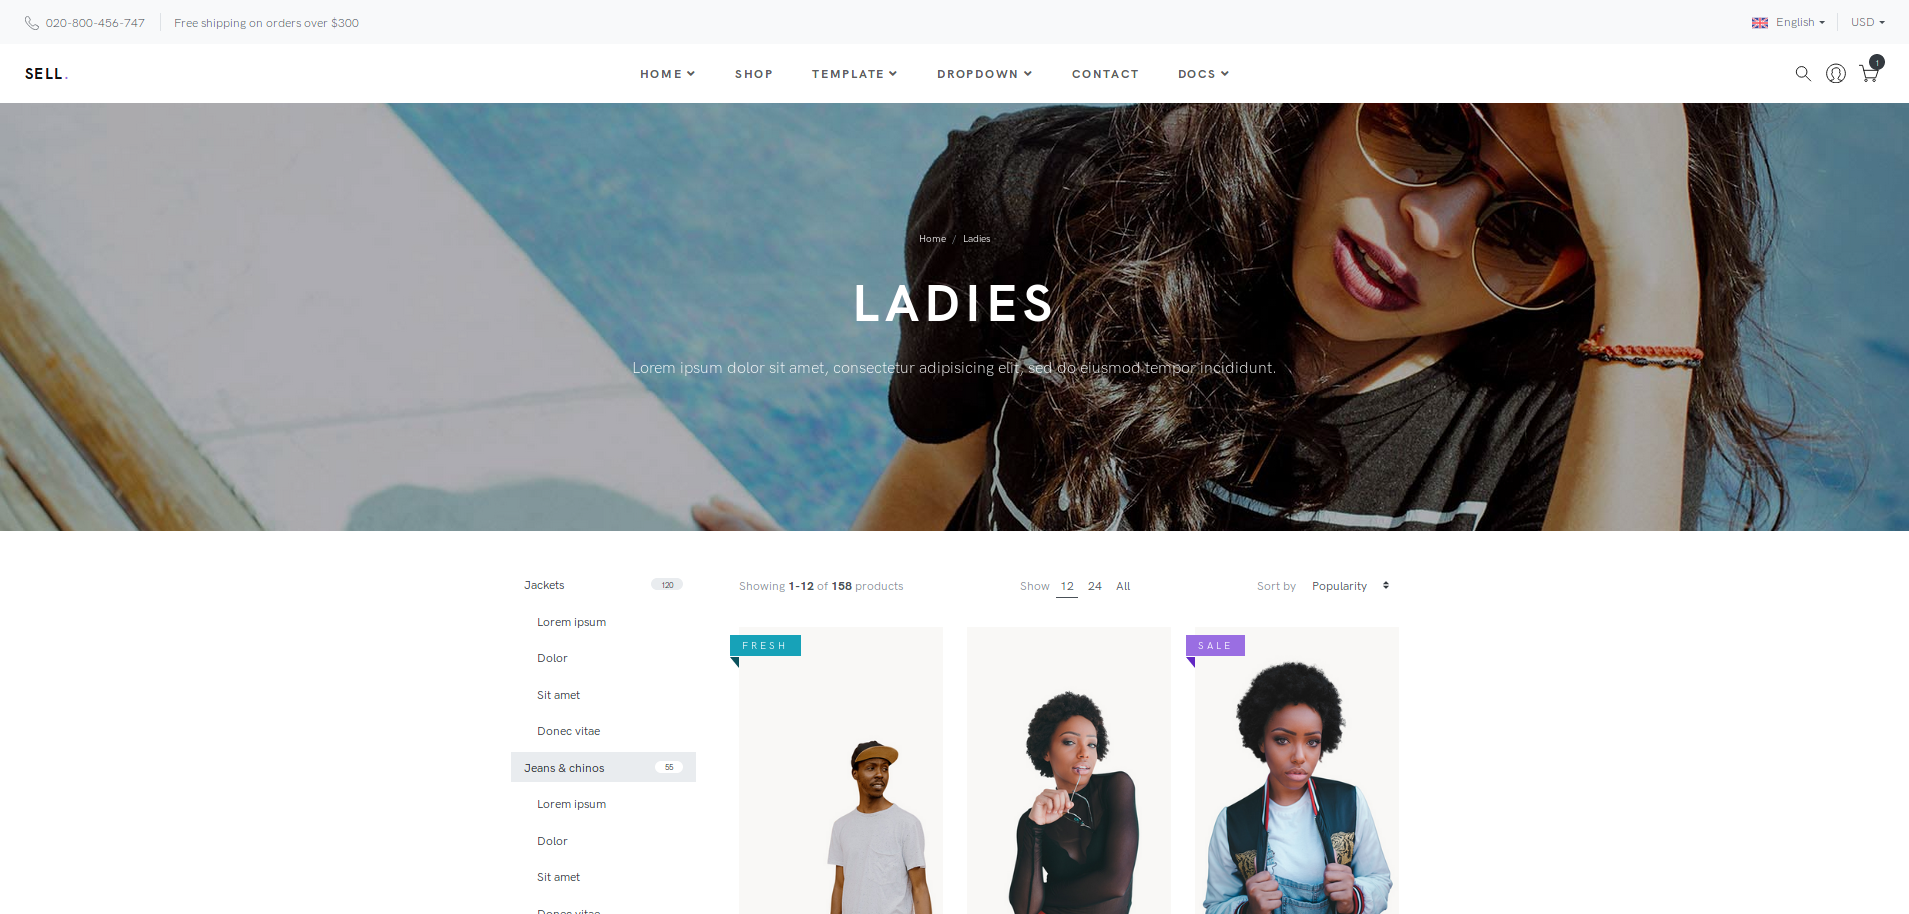 020-800-456-747
Free shipping on orders over $300
English
USD
SELL.
HOME
SHOP
TEMPLATE
DROPDOWN
CONTACT
DOCS
1
Home / Ladies
LADIES
Lorem ipsum dolor sit amet, consectetur adipisicing elit, sed do eiusmod tempor incididunt.
Jackets 120
Lorem ipsum
Dolor
Sit amet
Donec vitae
Jeans & chinos 55
Lorem ipsum
Dolor
Sit amet
Donec vitae
Showing 1-12 of 158 products
Show 12 24 All
Sort by Popularity
FRESH
SALE